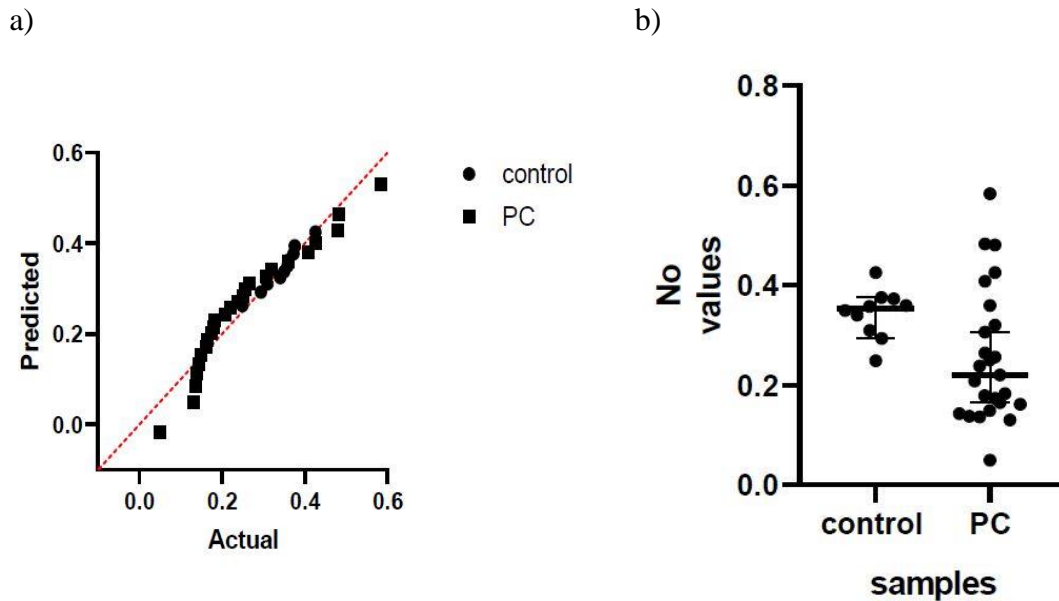 a)
0.6
0.4
0.2
0.0
Predicted
0.0 0.2 0.4 0.6
Actual
control
PC
b)
0.8
0.6
0.4
0.2
0.0
No
values
control PC
samples